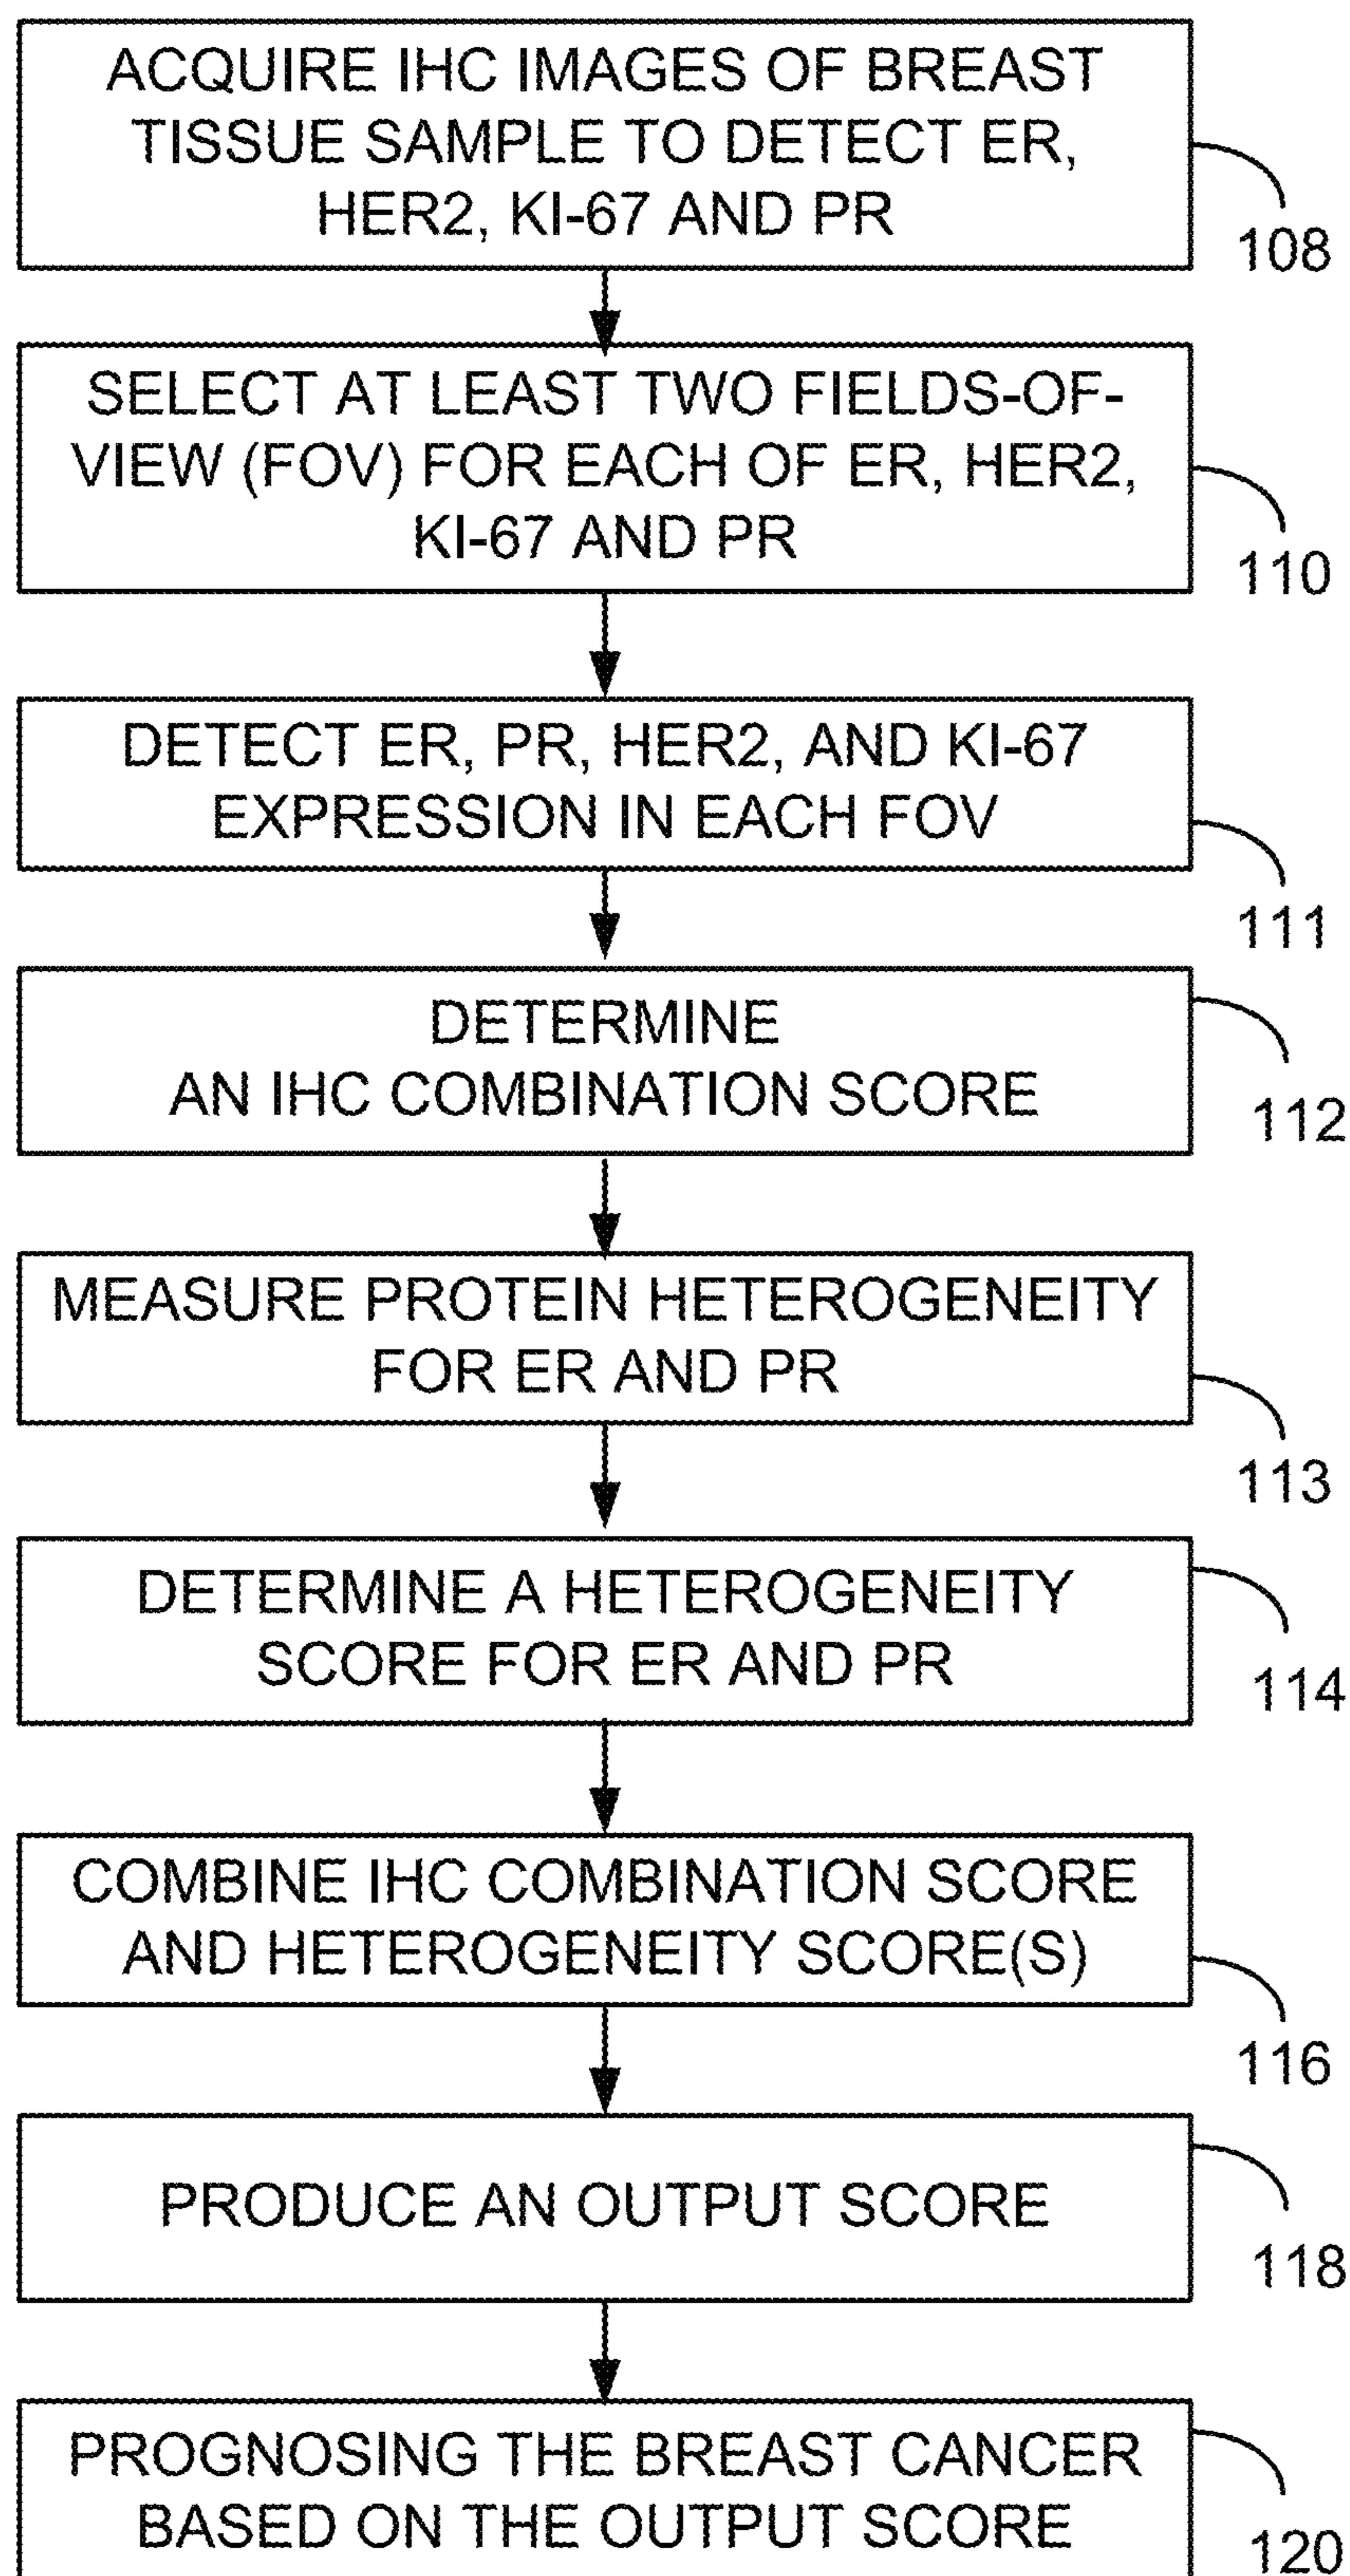 ACQUIRE IHC IMAGES OF BREAST
TISSUE SAMPLE TO DETECT ER,
HER2, KI-67 AND PR
108
SELECT AT LEAST TWO FIELDS-OF-
VIEW (FOV) FOR EACH OF ER, HER2,
KI-67 AND PR
110
DETECT ER, PR, HER2, AND KI-67
EXPRESSION IN EACH FOV
111
DETERMINE
AN IHC COMBINATION SCORE
112
MEASURE PROTEIN HETEROGENEITY
FOR ER AND PR
113
DETERMINE A HETEROGENEITY
SCORE FOR ER AND PR
114
COMBINE IHC COMBINATION SCORE
AND HETEROGENEITY SCORE(S)
116
PRODUCE AN OUTPUT SCORE
118
PROGNOSING THE BREAST CANCER
BASED ON THE OUTPUT SCORE
120